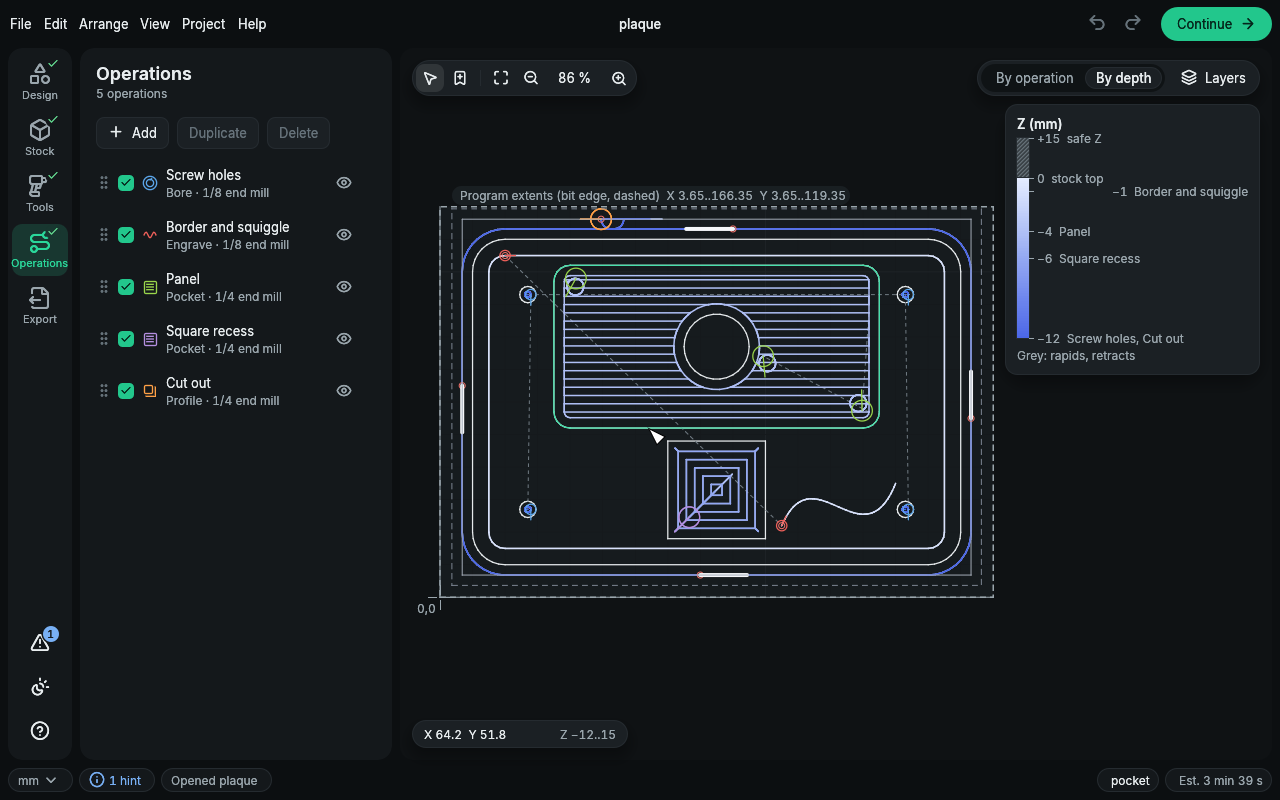 File Edit Arrange View Project Help
plaque
Continue
Design
Stock
Tools
Operations
Export
1
Operations
5 operations
Add
Duplicate
Delete
Screw holes
Bore · 1/8 end mill
Border and squiggle
Engrave · 1/8 end mill
Panel
Pocket · 1/4 end mill
Square recess
Pocket · 1/4 end mill
Cut out
Profile · 1/4 end mill
86 %
By operation
By depth
Layers
Z (mm)
+15 safe Z
0 stock top
−1 Border and squiggle
−4 Panel
−6 Square recess
−12 Screw holes, Cut out
Grey: rapids, retracts
Program extents (bit edge, dashed) X 3.65..166.35 Y 3.65..119.35
0,0
X 64.2 Y 51.8 Z −12..15
mm
1 hint
Opened plaque
pocket
Est. 3 min 39 s